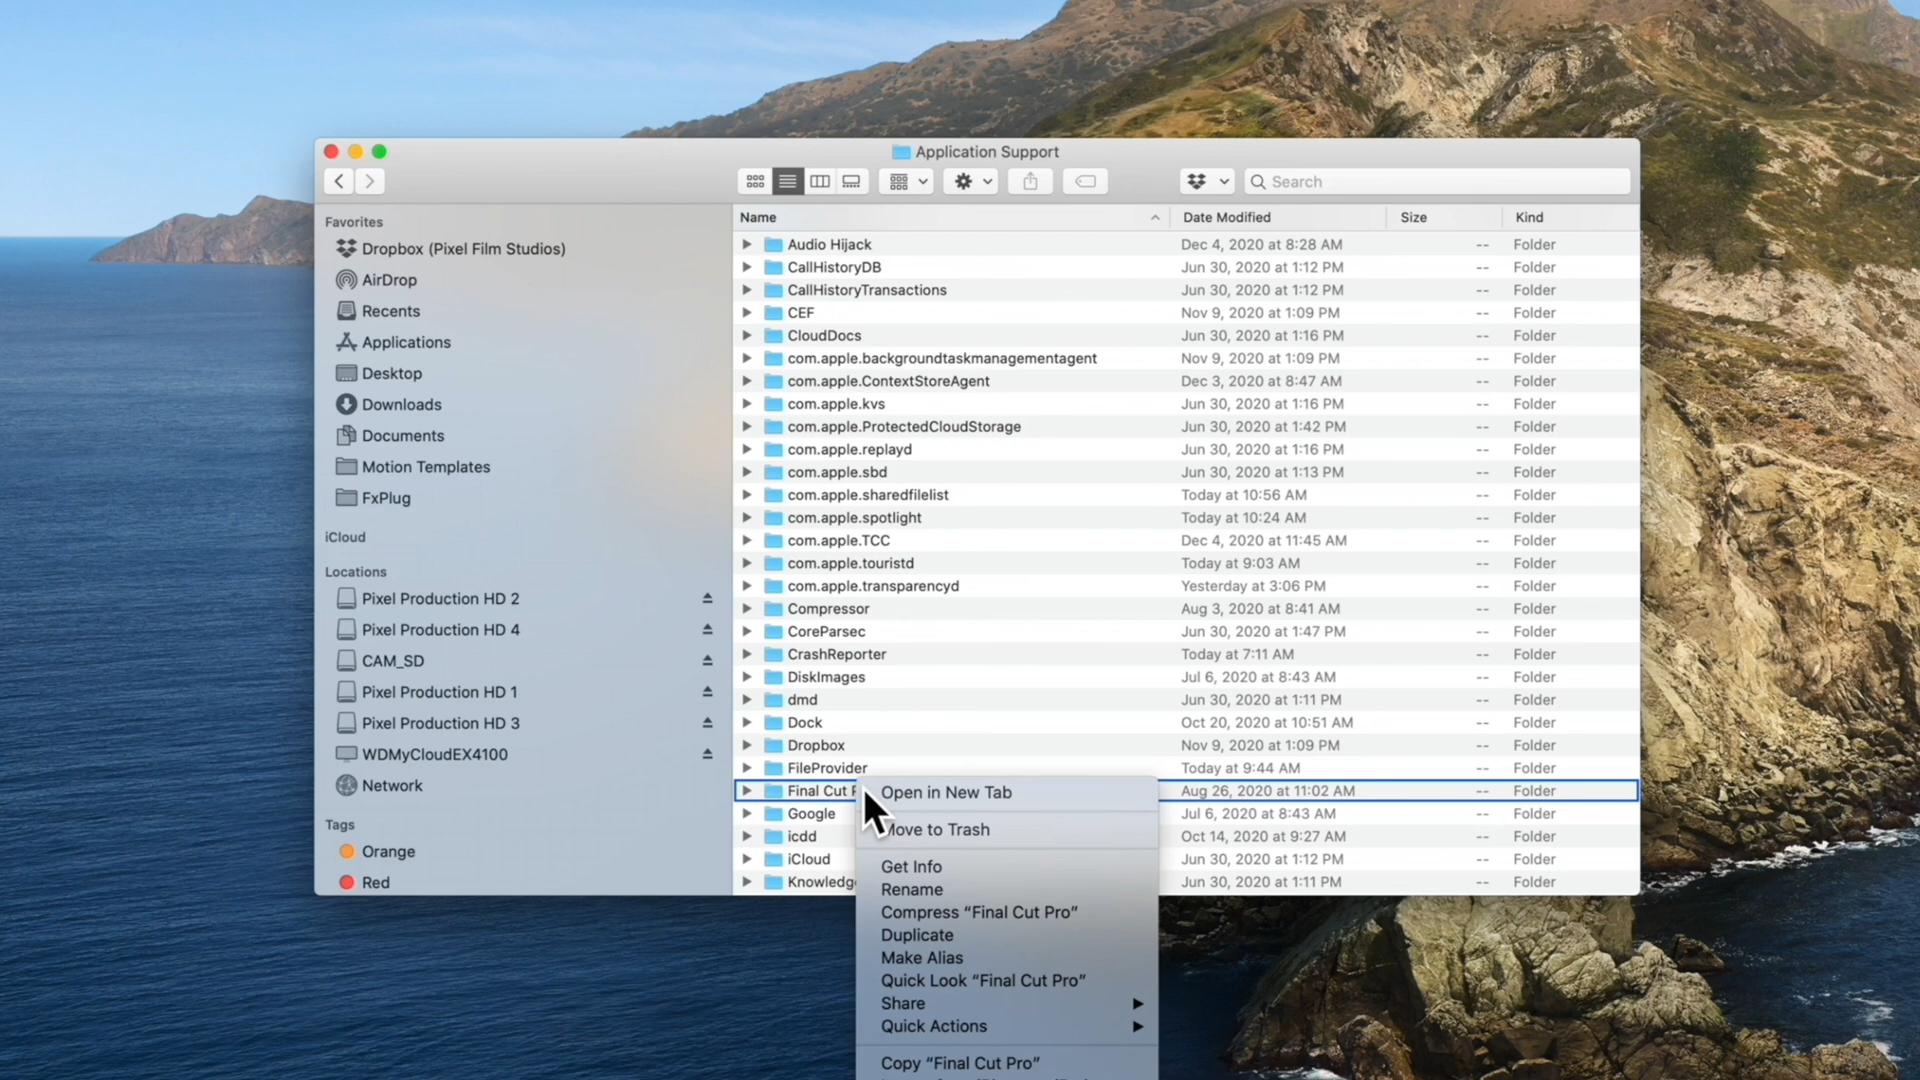 Application Support
Search
Favorites
Dropbox (Pixel Film Studios)
AirDrop
Recents
Applications
Desktop
Downloads
Documents
Motion Templates
FxPlug
iCloud
Locations
Pixel Production HD 2
Pixel Production HD 4
CAM_SD
Pixel Production HD 1
Pixel Production HD 3
WDMyCloudEX4100
Network
Tags
Orange
Red
Name Date Modified Size Kind
Audio Hijack Dec 4, 2020 at 8:28 AM -- Folder
CallHistoryDB Jun 30, 2020 at 1:12 PM -- Folder
CallHistoryTransactions Jun 30, 2020 at 1:12 PM -- Folder
CEF Nov 9, 2020 at 1:09 PM -- Folder
CloudDocs Jun 30, 2020 at 1:16 PM -- Folder
com.apple.backgroundtaskmanagementagent Nov 9, 2020 at 1:09 PM -- Folder
com.apple.ContextStoreAgent Dec 3, 2020 at 8:47 AM -- Folder
com.apple.kvs Jun 30, 2020 at 1:16 PM -- Folder
com.apple.ProtectedCloudStorage Jun 30, 2020 at 1:42 PM -- Folder
com.apple.replayd Jun 30, 2020 at 1:16 PM -- Folder
com.apple.sbd Jun 30, 2020 at 1:13 PM -- Folder
com.apple.sharedfilelist Today at 10:56 AM -- Folder
com.apple.spotlight Today at 10:24 AM -- Folder
com.apple.TCC Dec 4, 2020 at 11:45 AM -- Folder
com.apple.touristd Today at 9:03 AM -- Folder
com.apple.transparencyd Yesterday at 3:06 PM -- Folder
Compressor Aug 3, 2020 at 8:41 AM -- Folder
CoreParsec Jun 30, 2020 at 1:47 PM -- Folder
CrashReporter Today at 7:11 AM -- Folder
DiskImages Jul 6, 2020 at 8:43 AM -- Folder
dmd Jun 30, 2020 at 1:11 PM -- Folder
Dock Oct 20, 2020 at 10:51 AM -- Folder
Dropbox Nov 9, 2020 at 1:09 PM -- Folder
FileProvider Today at 9:44 AM -- Folder
Final Cut Aug 26, 2020 at 11:02 AM -- Folder
Google Jul 6, 2020 at 8:43 AM -- Folder
icdd Oct 14, 2020 at 9:27 AM -- Folder
iCloud Jun 30, 2020 at 1:12 PM -- Folder
Knowledg Jun 30, 2020 at 1:11 PM -- Folder
Open in New Tab
Move to Trash
Get Info
Rename
Compress “Final Cut Pro”
Duplicate
Make Alias
Quick Look “Final Cut Pro”
Share
Quick Actions
Copy “Final Cut Pro”